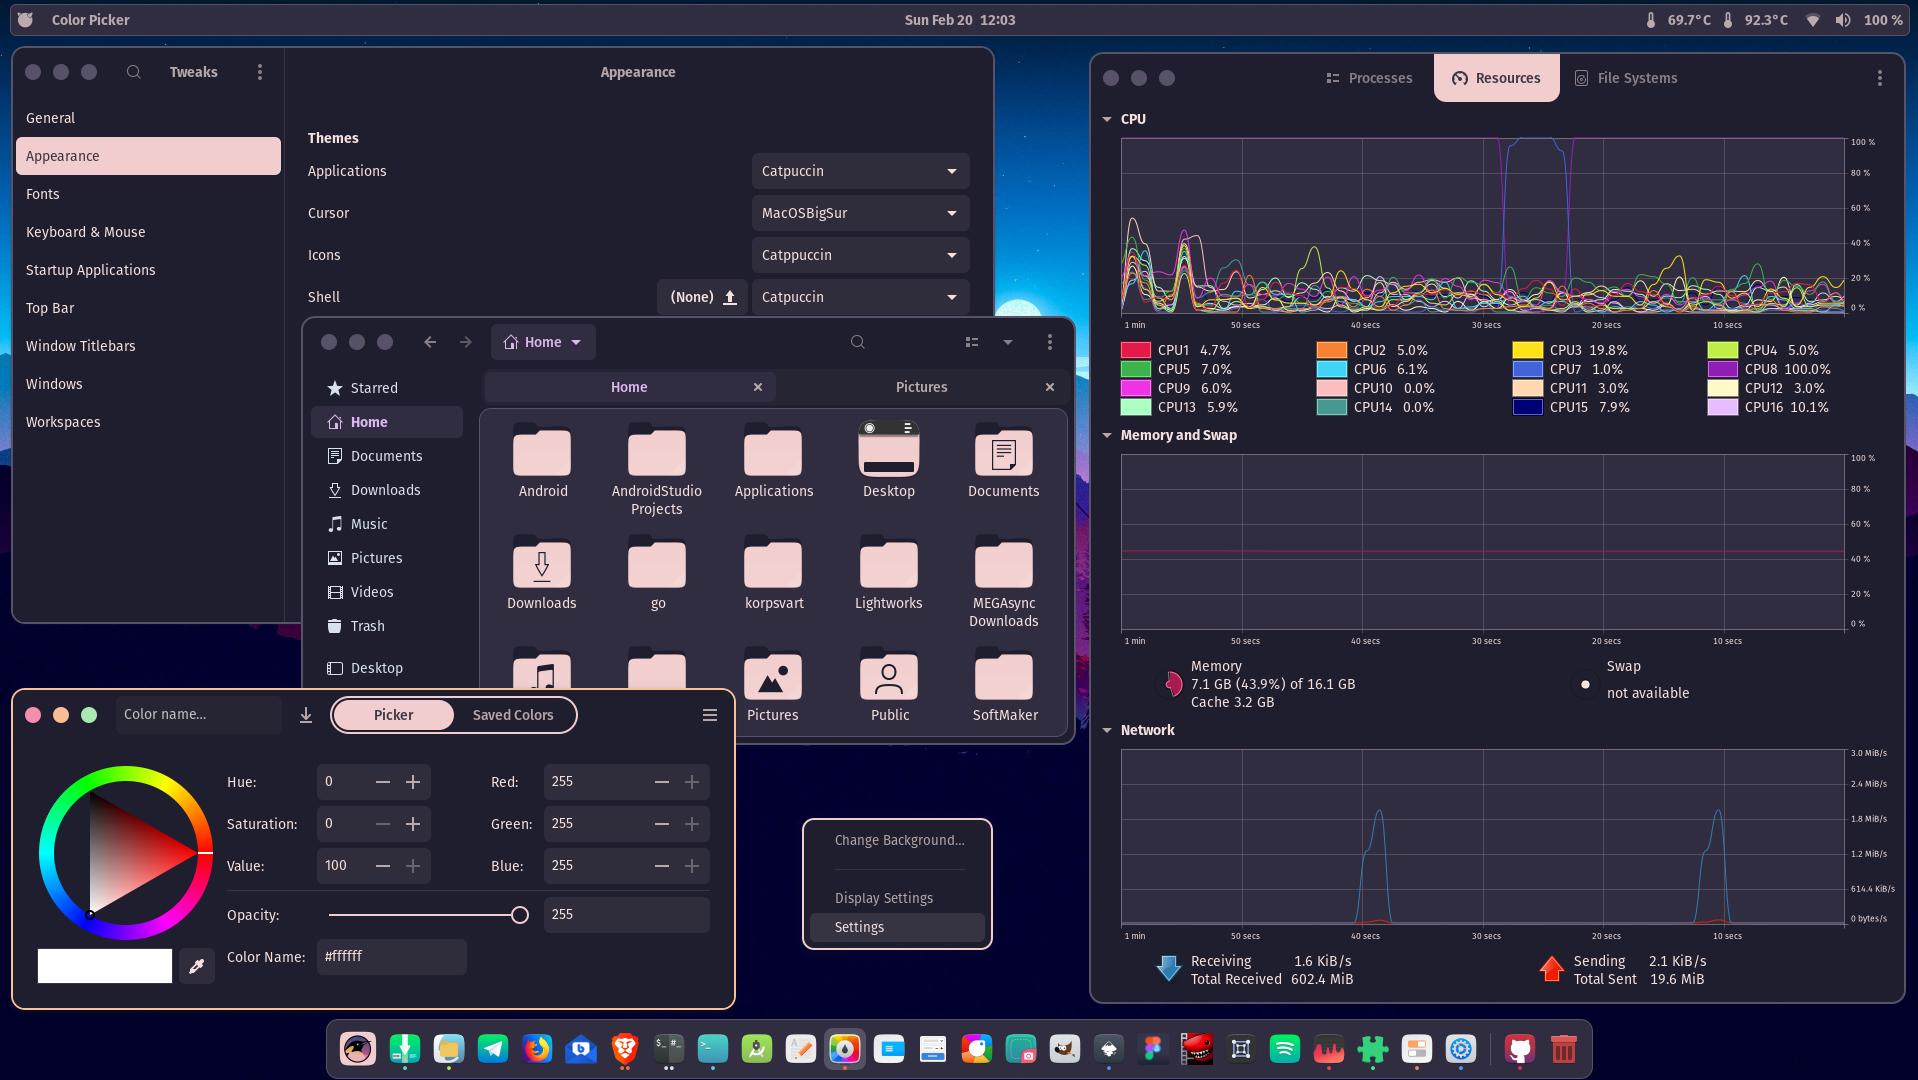 Color Picker
Sun Feb 20 12:03
69.7°C 92.3°C 100 %
Tweaks
Appearance
General
Appearance
Fonts
Keyboard & Mouse
Startup Applications
Top Bar
Window Titlebars
Windows
Workspaces
Themes
Applications Catpuccin
Cursor MacOSBigSur
Icons Catppuccin
Shell (None) Catpuccin
Home
Starred
Home
Documents
Downloads
Music
Pictures
Videos
Trash
Desktop
Home Pictures
Android AndroidStudio Projects Applications Desktop Documents
Downloads go korpsvart Lightworks MEGAsync Downloads
Pictures Public SoftMaker
Color name...
Picker Saved Colors
Hue: 0 Red: 255
Saturation: 0 Green: 255
Value: 100 Blue: 255
Opacity: 255
Color Name: #ffffff
Change Background...
Display Settings
Settings
Processes Resources File Systems
CPU
100 %
80 %
60 %
40 %
20 %
0 %
1 min 50 secs 40 secs 30 secs 20 secs 10 secs
CPU1 4.7% CPU2 5.0% CPU3 19.8% CPU4 5.0%
CPU5 7.0% CPU6 6.1% CPU7 1.0% CPU8 100.0%
CPU9 6.0% CPU10 0.0% CPU11 3.0% CPU12 3.0%
CPU13 5.9% CPU14 0.0% CPU15 7.9% CPU16 10.1%
Memory and Swap
100 %
80 %
60 %
40 %
20 %
0 %
1 min 50 secs 40 secs 30 secs 20 secs 10 secs
Memory
7.1 GB (43.9%) of 16.1 GB
Cache 3.2 GB
Swap
not available
Network
3.0 MiB/s
2.4 MiB/s
1.8 MiB/s
1.2 MiB/s
614.4 KiB/s
0 bytes/s
1 min 50 secs 40 secs 30 secs 20 secs 10 secs
Receiving 1.6 KiB/s
Total Received 602.4 MiB
Sending 2.1 KiB/s
Total Sent 19.6 MiB